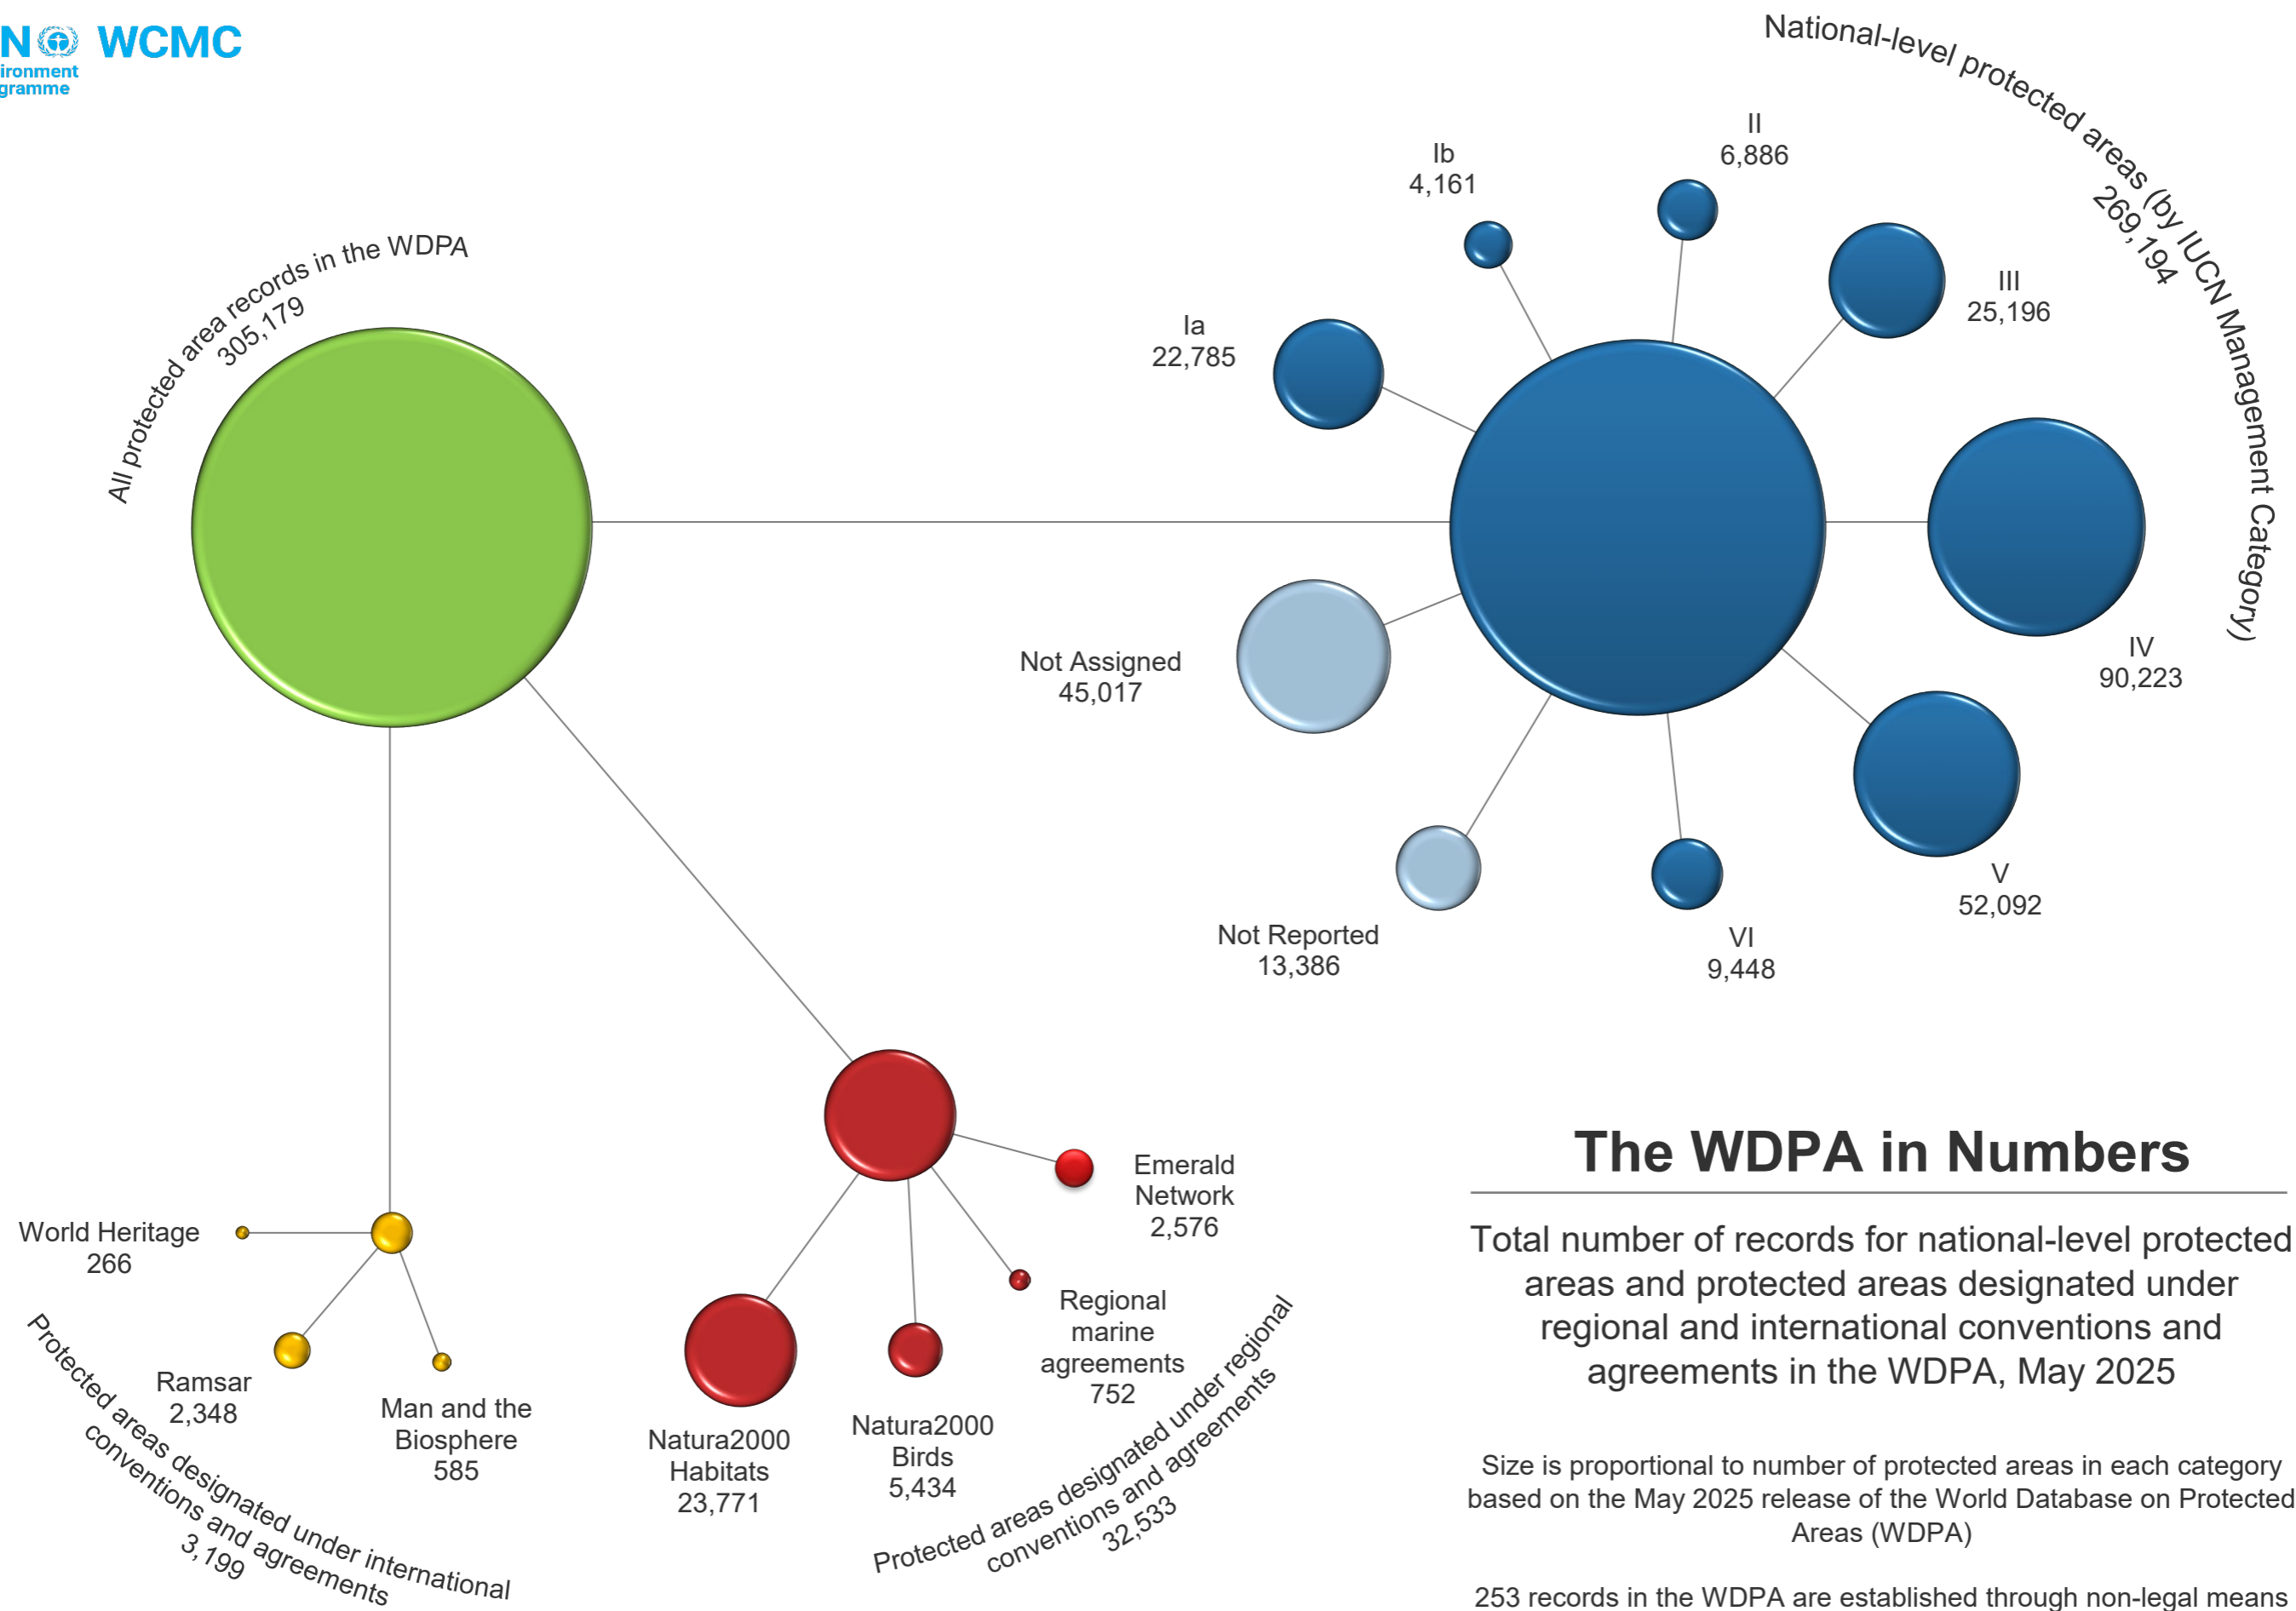 N WCMC
ironment
gramme
National-level protected areas (by IUCN Management Category)
269,194
II
6,886
Ib
4,161
III
25,196
Ia
22,785
All protected area records in the WDPA
305,179
IV
90,223
Not Assigned
45,017
V
52,092
Not Reported
13,386
VI
9,448
The WDPA in Numbers
Total number of records for national-level protected
areas and protected areas designated under
regional and international conventions and
agreements in the WDPA, May 2025
Size is proportional to number of protected areas in each category
based on the May 2025 release of the World Database on Protected
Areas (WDPA)
253 records in the WDPA are established through non-legal means
Emerald
Network
2,576
Regional
marine
agreements
752
Natura2000
Birds
5,434
Natura2000
Habitats
23,771
Protected areas designated under regional
conventions and agreements
32,533
World Heritage
266
Ramsar
2,348
Man and the
Biosphere
585
Protected areas designated under international
conventions and agreements
3,199